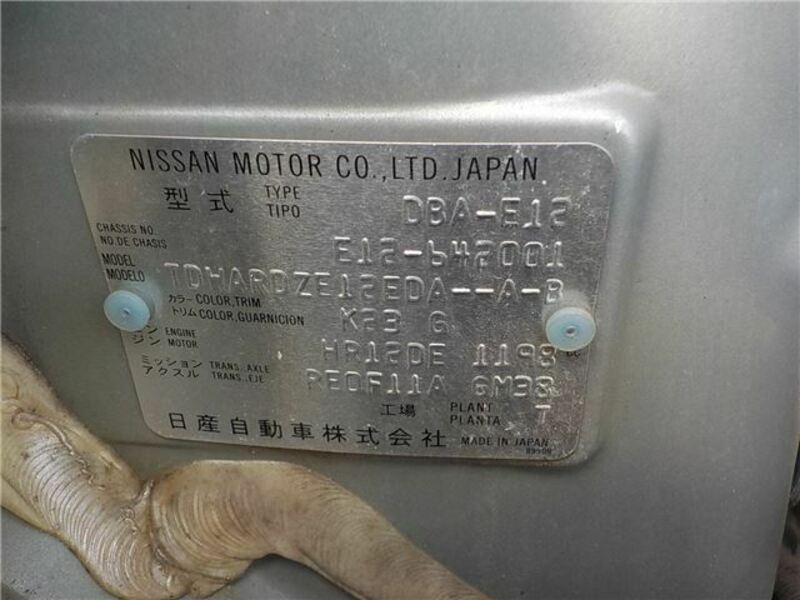 NISSAN MOTOR CO.,LTD.JAPAN
型式 TYPE TIPO DBA-E12
CHASSIS NO. NO.DE CHASIS E12-642001
MODEL MODELO TDHARDZE12EDA--A-B
カラー COLOR,TRIM トリム COLOR,GUARNICION K23 G
ン ENGINE ジン MOTOR HR12DE 1198 cc
ミッション TRANS.,AXLE アクスル TRANS.,EJE RE0F11A GM38
工場 PLANT PLANTA T
日産自動車株式会社 MADE IN JAPAN